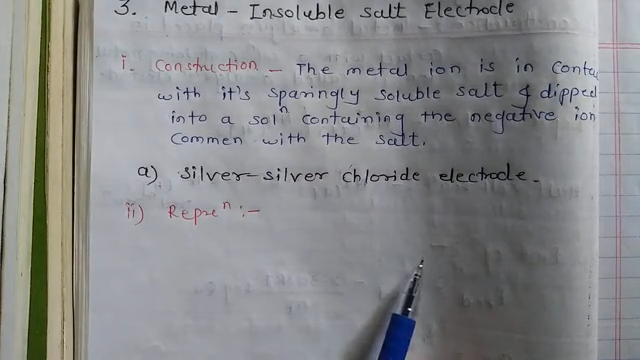 3. Metal - Insoluble salt Electrode
i. Construction - The metal ion is in conta
with it's sparingly soluble salt & dipped
into a solⁿ containing the negative ion
commen with the salt.
a) silver-silver chloride electrode.
ii) Repreⁿ :-